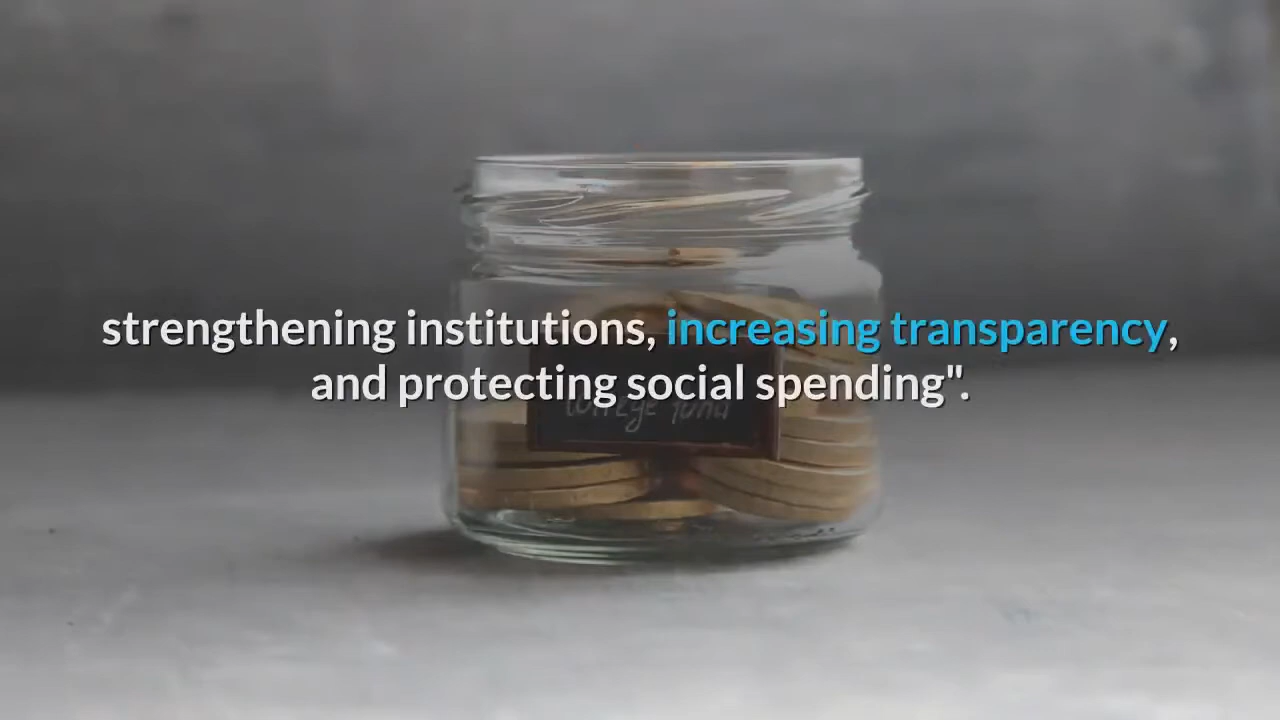 strengthening institutions, increasing transparency,
and protecting social spending".